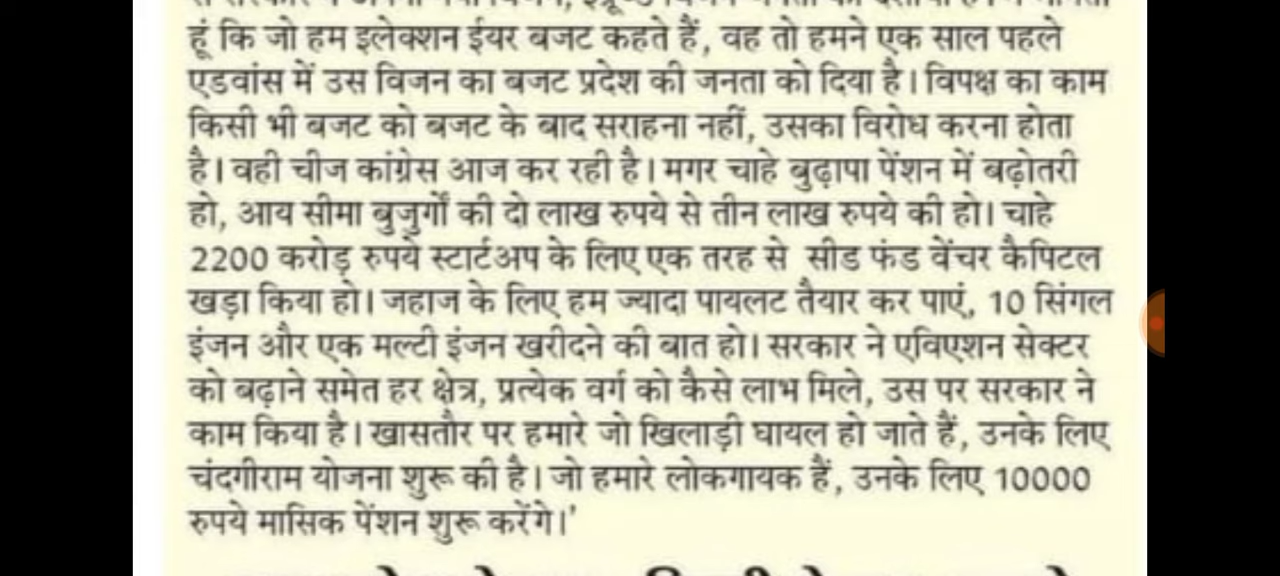 हूं कि जो हम इलेक्शन ईयर बजट कहते हैं, वह तो हमने एक साल पहले
एडवांस में उस विजन का बजट प्रदेश की जनता को दिया है। विपक्ष का काम
किसी भी बजट को बजट के बाद सराहना नहीं, उसका विरोध करना होता
है। वही चीज कांग्रेस आज कर रही है। मगर चाहे बुढ़ापा पेंशन में बढ़ोतरी
हो, आय सीमा बुजुर्गों की दो लाख रुपये से तीन लाख रुपये की हो। चाहे
2200 करोड़ रुपये स्टार्टअप के लिए एक तरह से सीड फंड वेंचर कैपिटल
खड़ा किया हो। जहाज के लिए हम ज्यादा पायलट तैयार कर पाएं, 10 सिंगल
इंजन और एक मल्टी इंजन खरीदने की बात हो। सरकार ने एविएशन सेक्टर
को बढ़ाने समेत हर क्षेत्र, प्रत्येक वर्ग को कैसे लाभ मिले, उस पर सरकार ने
काम किया है। खासतौर पर हमारे जो खिलाड़ी घायल हो जाते हैं, उनके लिए
चंदगीराम योजना शुरू की है। जो हमारे लोकगायक हैं, उनके लिए 10000
रुपये मासिक पेंशन शुरू करेंगे।'